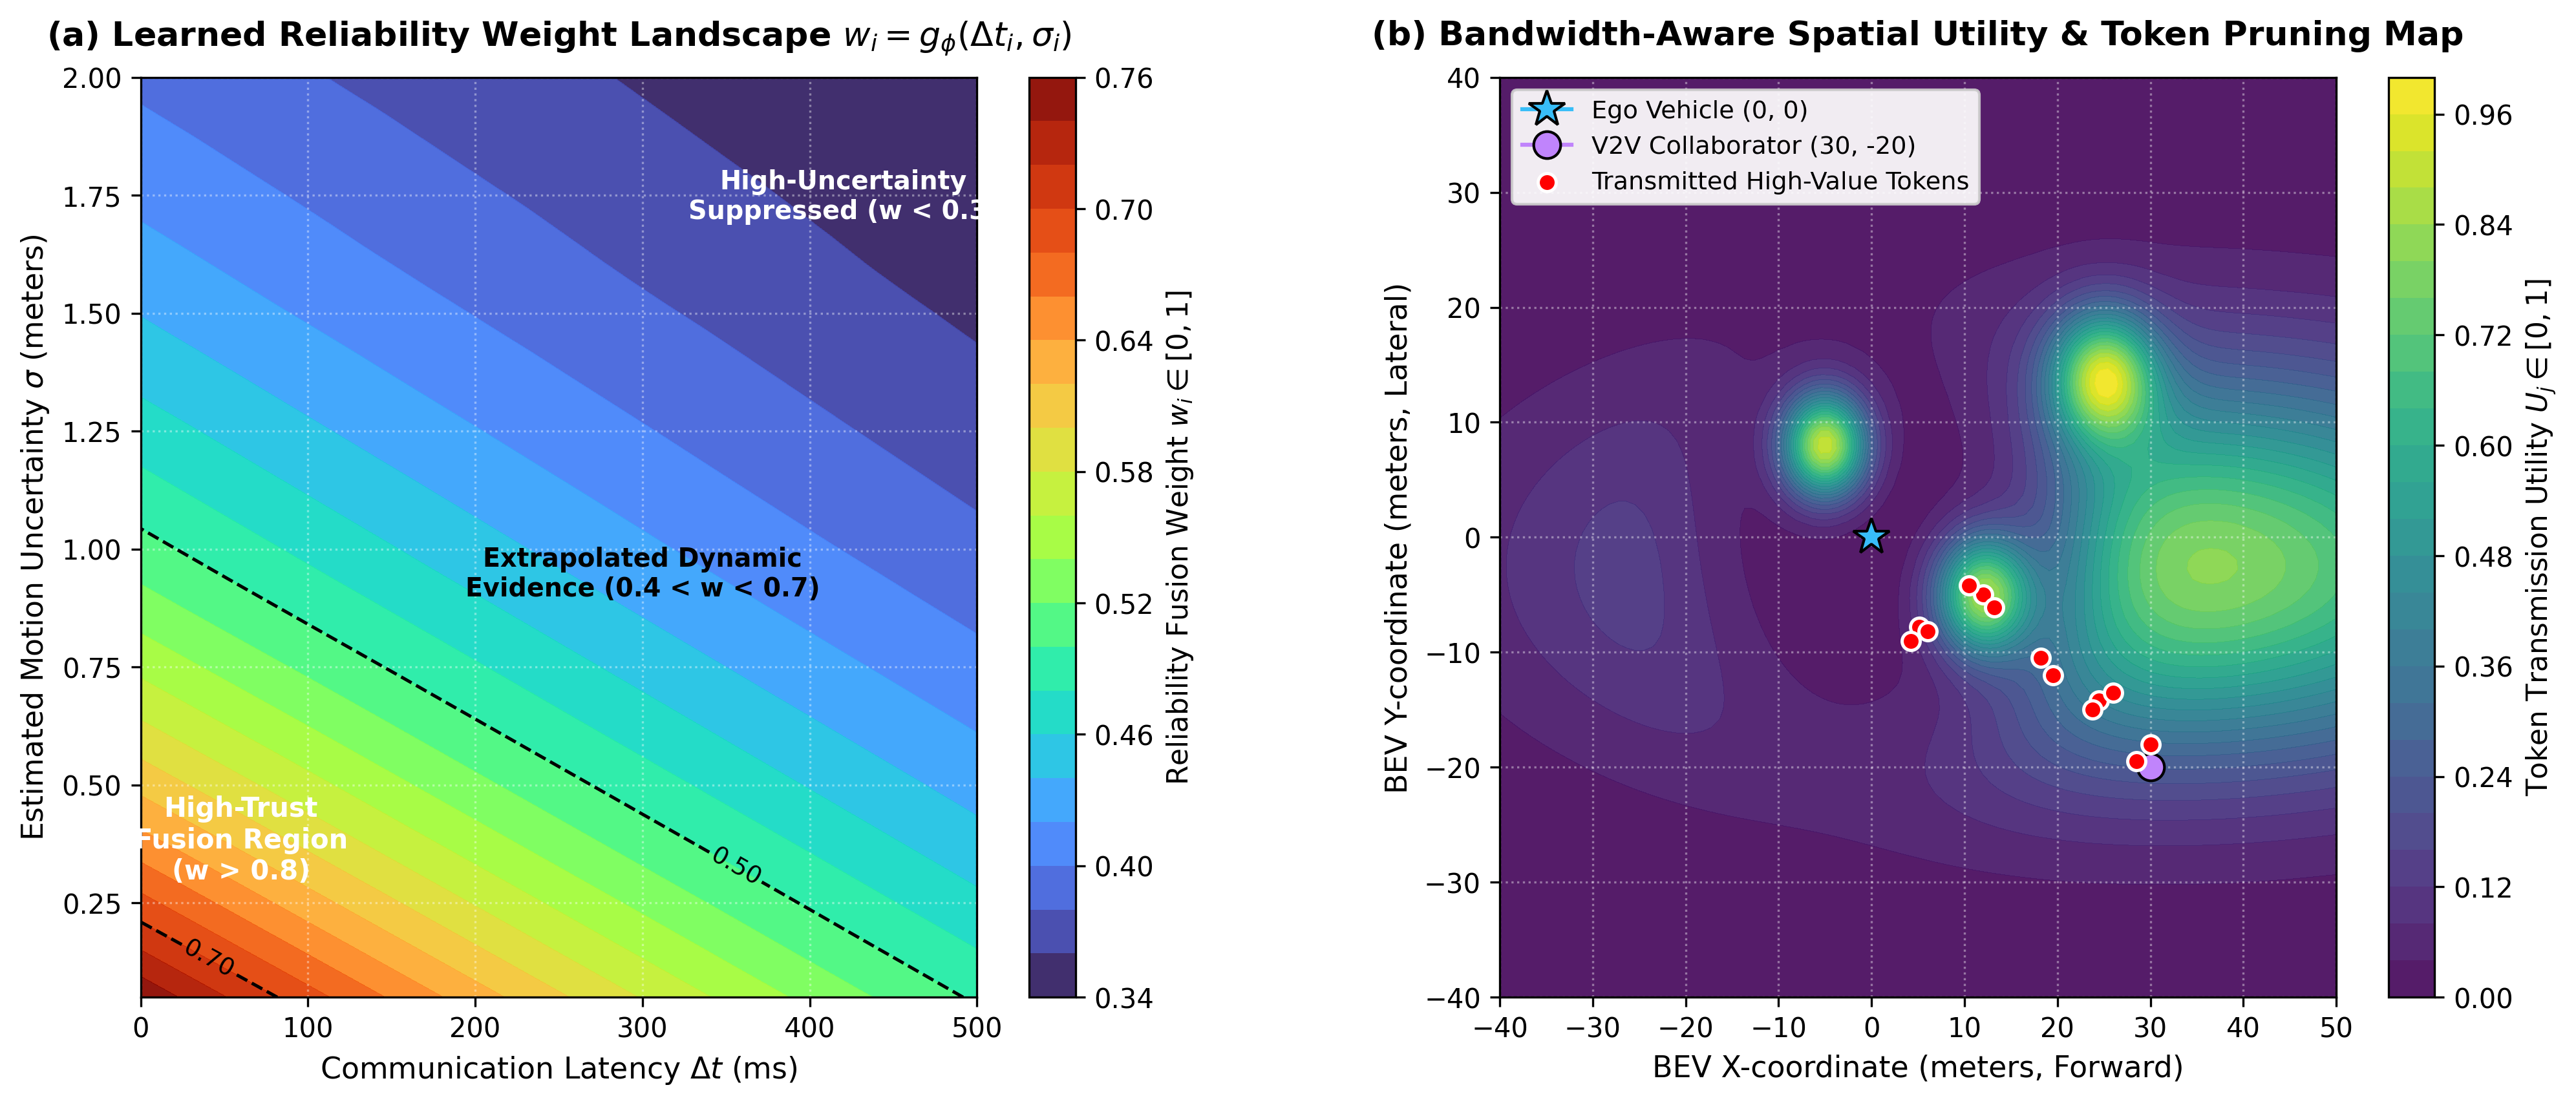 (a) Learned Reliability Weight Landscape wᵢ = g_ϕ(Δtᵢ, σᵢ)
2.00
1.75
1.50
1.25
1.00
0.75
0.50
0.25
Estimated Motion Uncertainty σ (meters)
High-Uncertainty
Suppressed (w < 0.3
Extrapolated Dynamic
Evidence (0.4 < w < 0.7)
High-Trust
Fusion Region
(w > 0.8)
0.50
0.70
0 100 200 300 400 500
Communication Latency Δt (ms)
0.76
0.70
0.64
0.58
0.52
0.46
0.40
0.34
Reliability Fusion Weight wᵢ ∈ [0, 1]
(b) Bandwidth-Aware Spatial Utility & Token Pruning Map
Ego Vehicle (0, 0)
V2V Collaborator (30, -20)
Transmitted High-Value Tokens
40
30
20
10
0
−10
−20
−30
−40
BEV Y-coordinate (meters, Lateral)
−40 −30 −20 −10 0 10 20 30 40 50
BEV X-coordinate (meters, Forward)
0.96
0.84
0.72
0.60
0.48
0.36
0.24
0.12
0.00
Token Transmission Utility Uⱼ ∈ [0, 1]